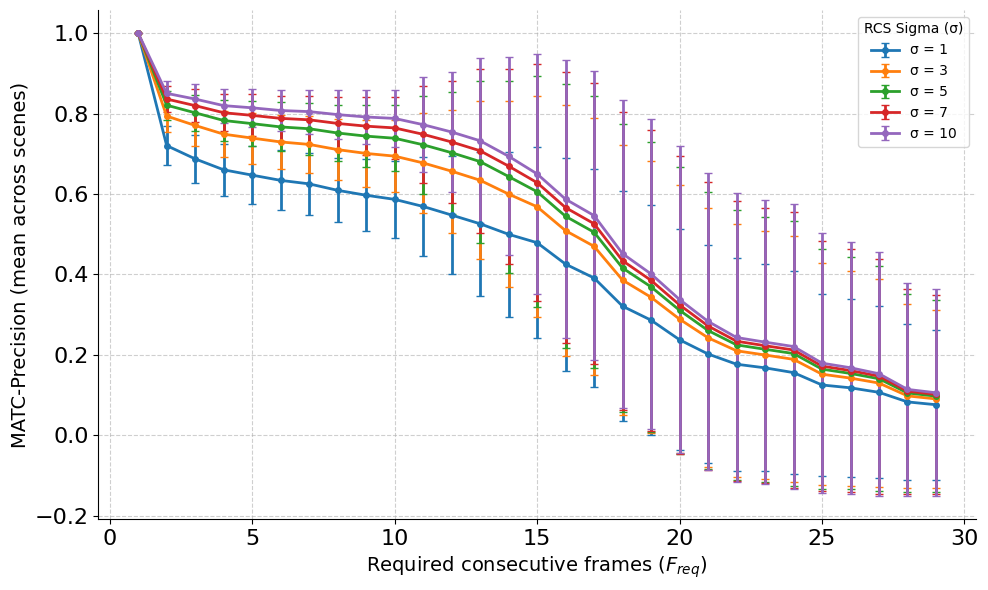 MATC-Precision (mean across scenes)
1.0
0.8
0.6
0.4
0.2
0.0
−0.2
RCS Sigma (σ)
σ = 1
σ = 3
σ = 5
σ = 7
σ = 10
0 5 10 15 20 25 30
Required consecutive frames (F_req)